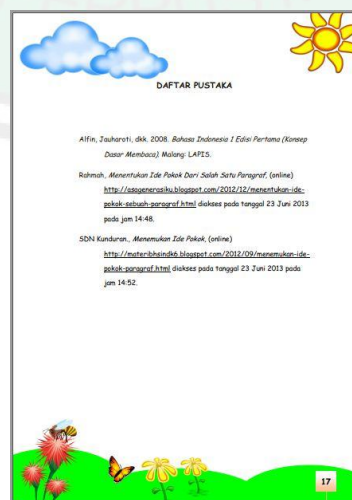 DAFTAR PUSTAKA
Alfin, Jauharoti, dkk. 2008. Bahasa Indonesia 1 Edisi Pertama (Konsep
Dasar Membaca). Malang: LAPIS.
Rahmah, Menentukan Ide Pokok Dari Salah Satu Paragraf, (online)
http://asagenerasiku.blogspot.com/2012/12/menentukan-ide-
pokok-sebuah-paragraf.html diakses pada tanggal 23 Juni 2013
pada jam 14:48.
SDN Kunduran., Menemukan Ide Pokok, (online)
http://materibhsindk6.blogspot.com/2012/09/menemukan-ide-
pokok-paragraf.html diakses pada tanggal 23 Juni 2013 pada
jam 14:52.
17